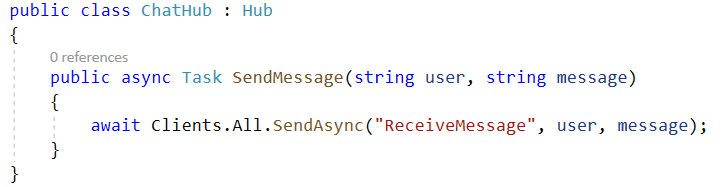 public class ChatHub : Hub
{
0 references
public async Task SendMessage(string user, string message)
{
await Clients.All.SendAsync("ReceiveMessage", user, message);
}
}